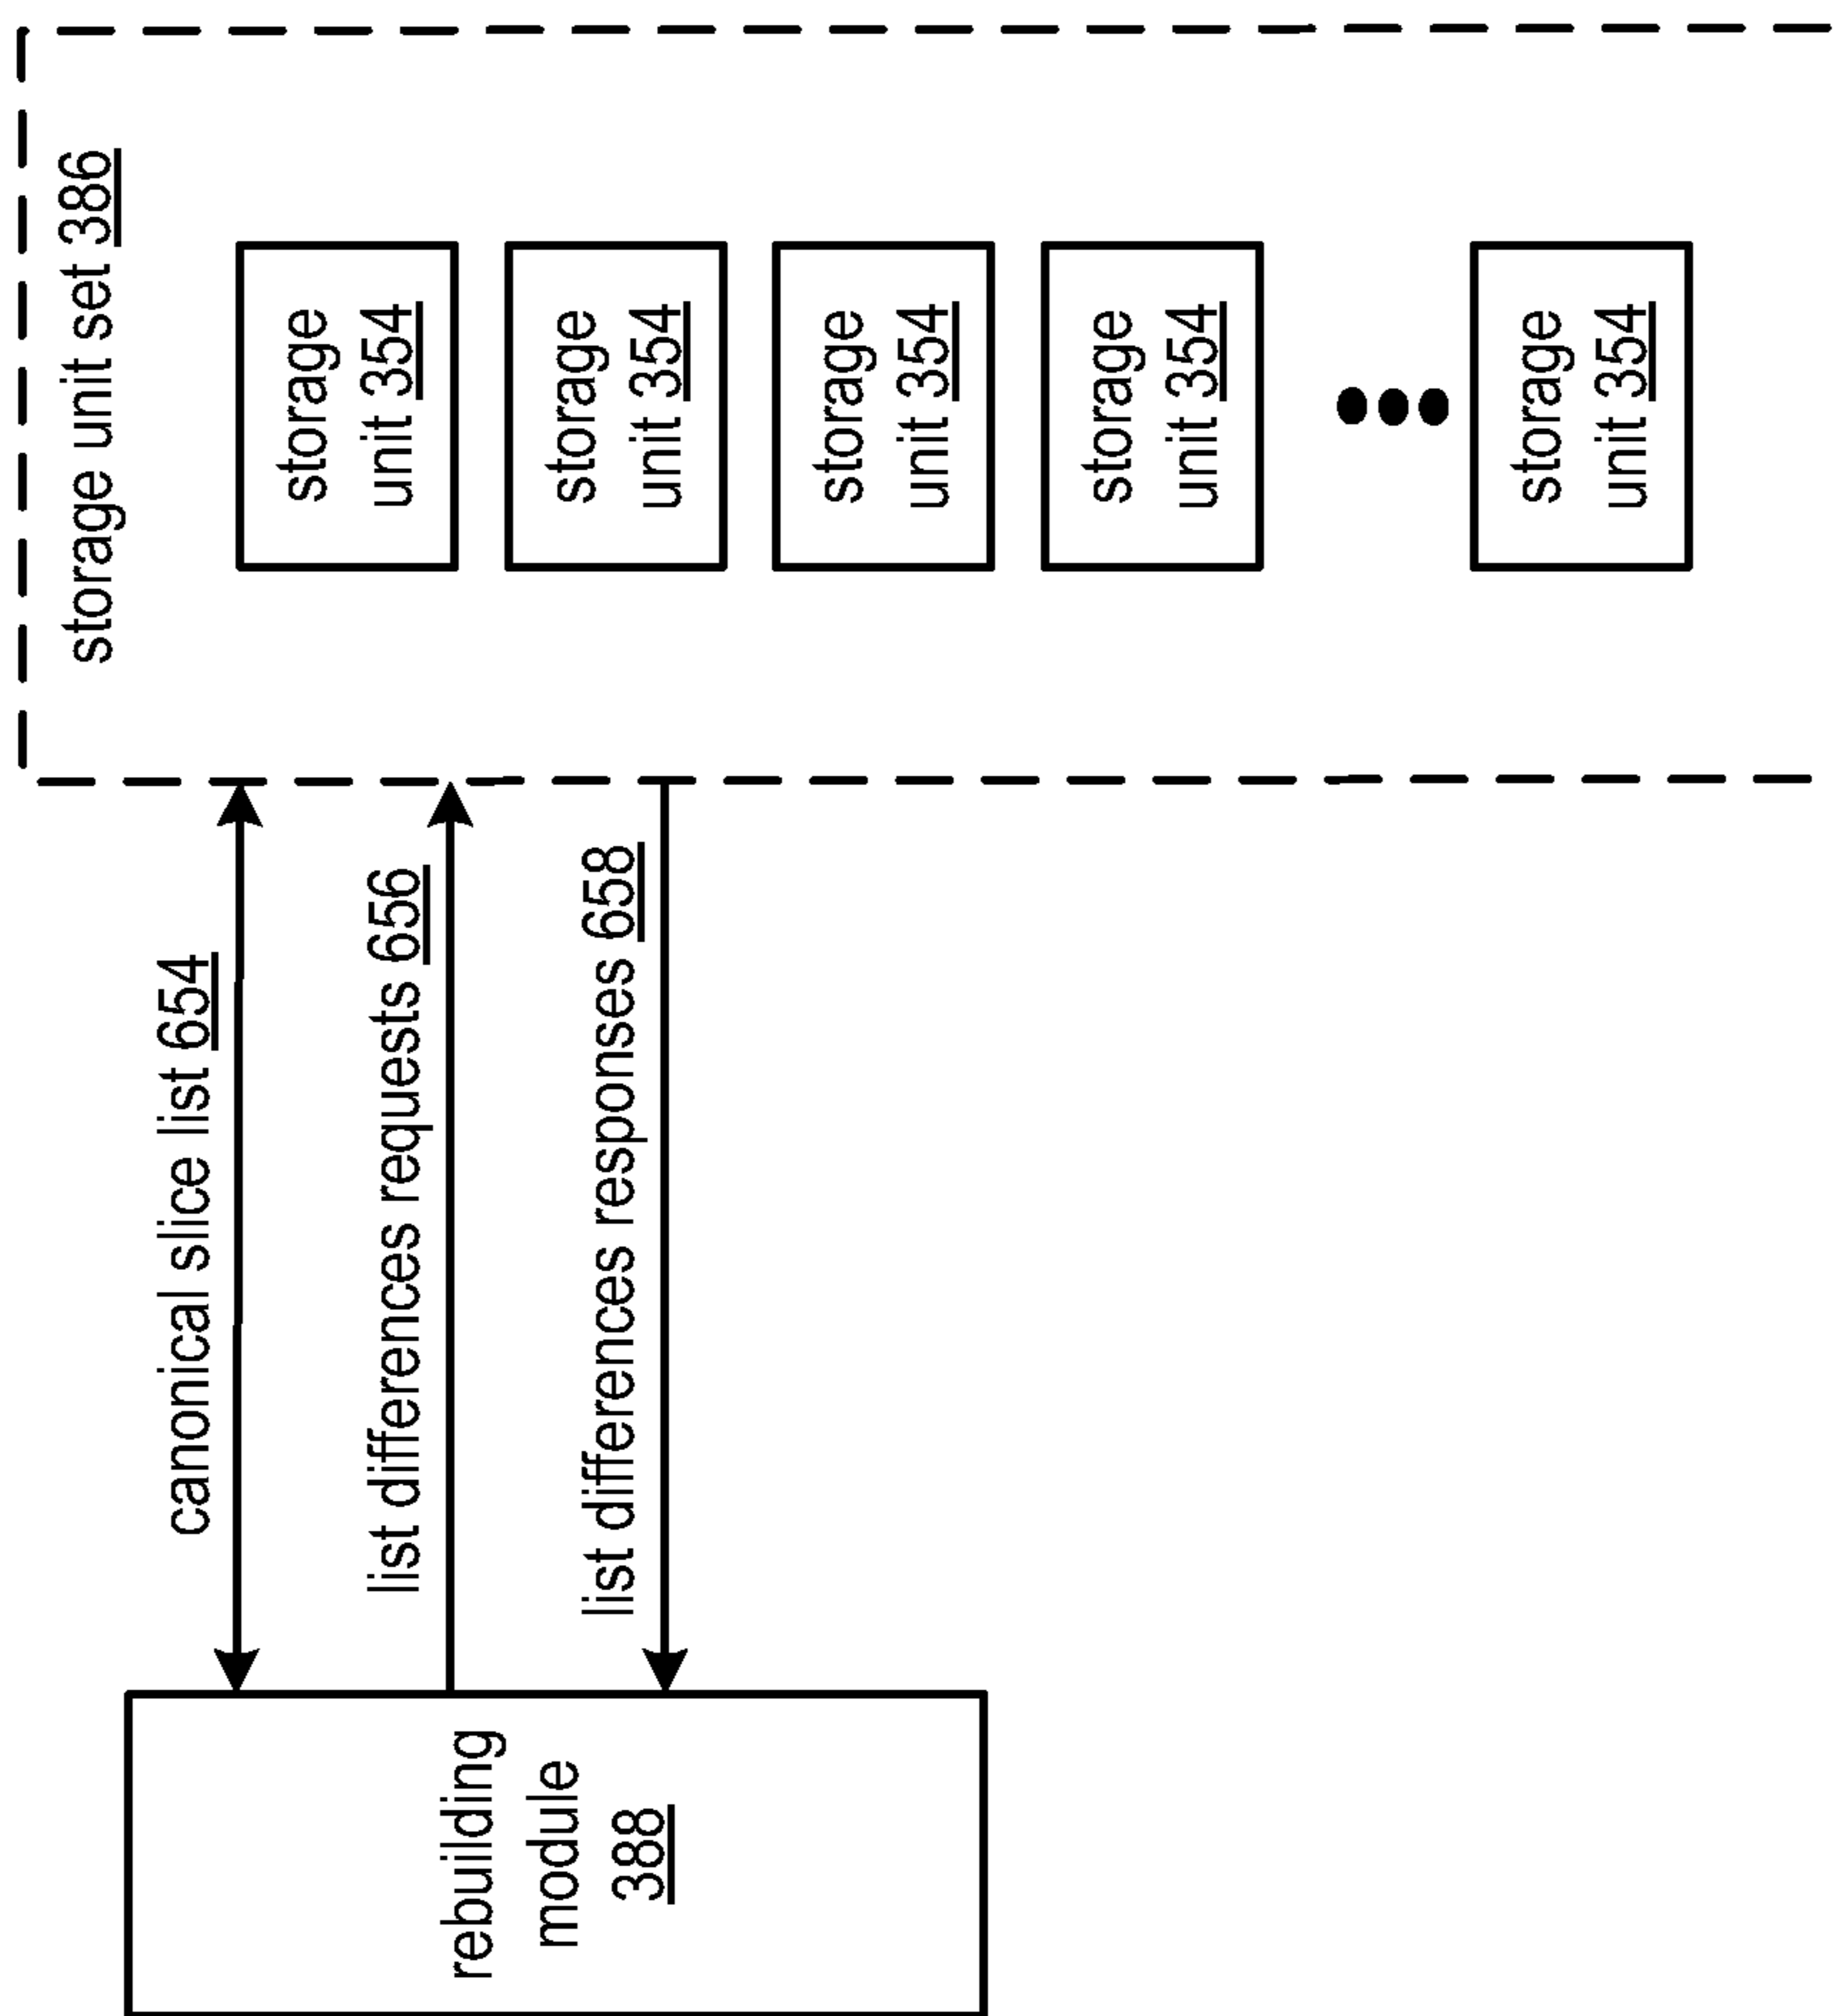 rebuilding
module
388
canonical slice list 654
list differences requests 656
list differences responses 658
storage unit set 386
storage
unit 354
storage
unit 354
storage
unit 354
storage
unit 354
storage
unit 354